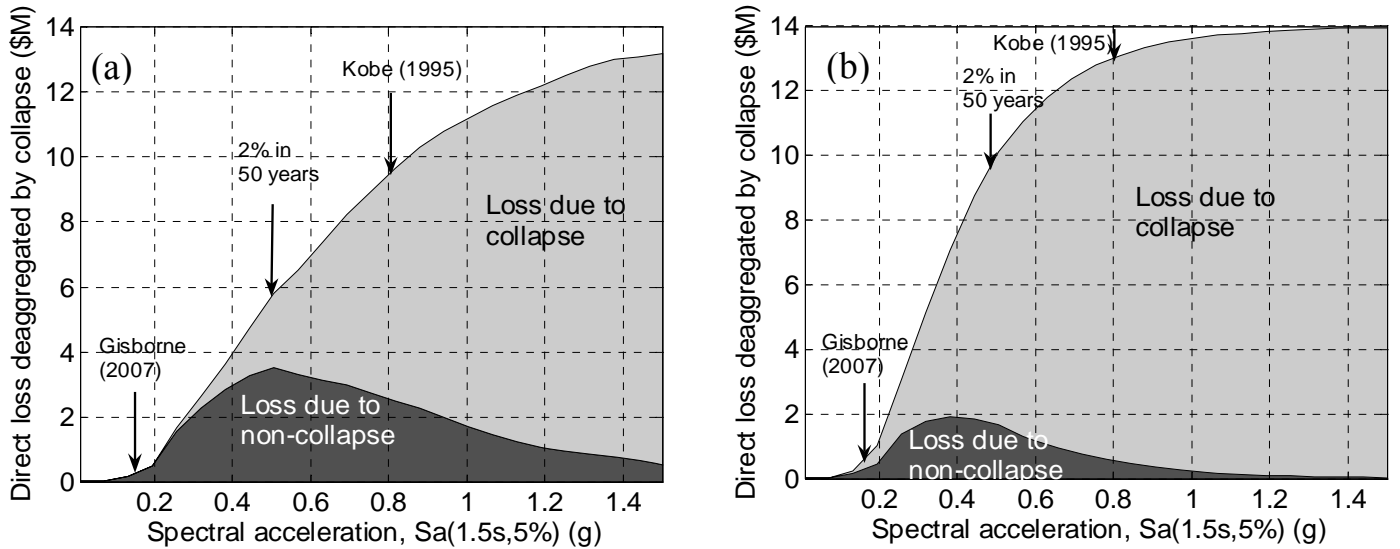 Direct loss deaggregated by collapse ($M)
14
12
10
8
6
4
2
0
(a)
Kobe (1995)
2% in
50 years
Gisborne
(2007)
Loss due to
collapse
Loss due to
non-collapse
0.2 0.4 0.6 0.8 1 1.2 1.4
Spectral acceleration, Sa(1.5s,5%) (g)
Direct loss deaggregated by collapse ($M)
14
12
10
8
6
4
2
0
(b)
Kobe (1995)
2% in
50 years
Gisborne
(2007)
Loss due to
collapse
Loss due to
non-collapse
0.2 0.4 0.6 0.8 1 1.2 1.4
Spectral acceleration, Sa(1.5s,5%) (g)